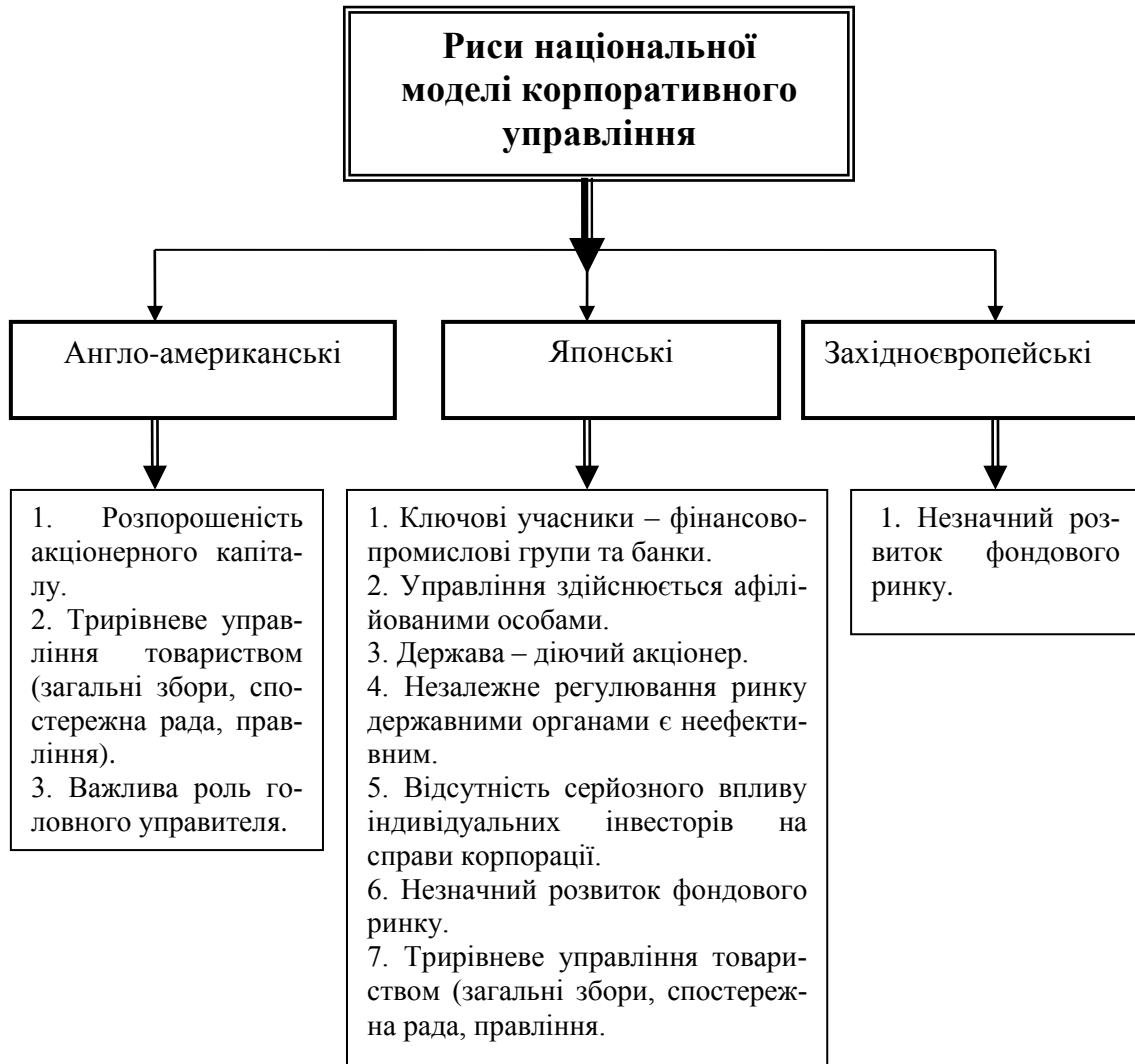 Риси національної
моделі корпоративного
управління
Англо-американські
Японські
Західноєвропейські
1. Розпорошеність
акціонерного капіта-
лу.
2. Трирівневе управ-
ління товариством
(загальні збори, спо-
стережна рада, прав-
ління).
3. Важлива роль го-
ловного управителя.
1. Ключові учасники – фінансово-
промислові групи та банки.
2. Управління здійснюється афілі-
йованими особами.
3. Держава – діючий акціонер.
4. Незалежне регулювання ринку
державними органами є неефекти-
вним.
5. Відсутність серйозного впливу
індивідуальних інвесторів на
справи корпорації.
6. Незначний розвиток фондового
ринку.
7. Трирівневе управління товари-
ством (загальні збори, спостереж-
на рада, правління.
1. Незначний роз-
виток фондового
ринку.